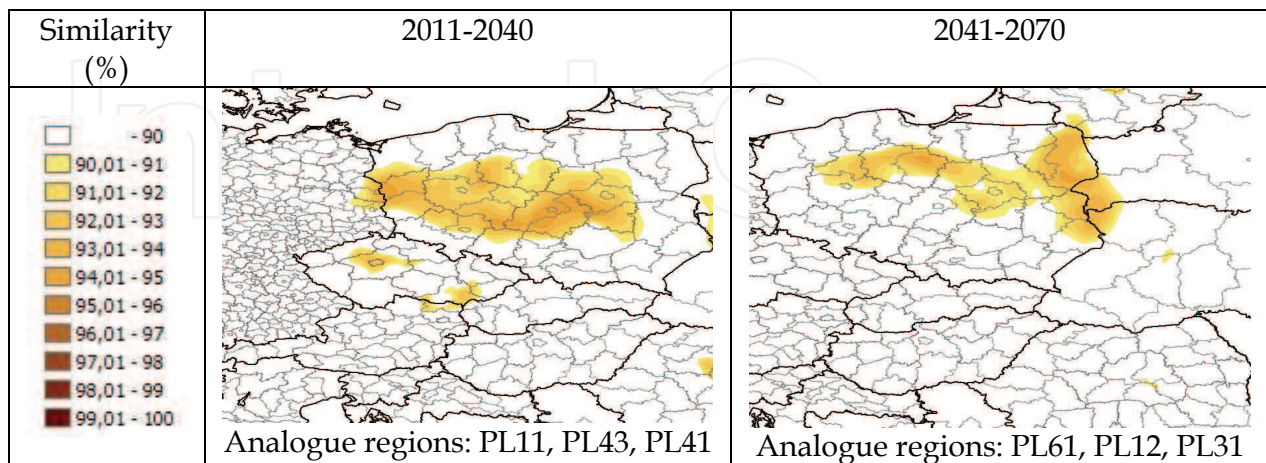 Similarity
(%)
2011-2040
2041-2070
- 90
90,01 - 91
91,01 - 92
92,01 - 93
93,01 - 94
94,01 - 95
95,01 - 96
96,01 - 97
97,01 - 98
98,01 - 99
99,01 - 100
Analogue regions: PL11, PL43, PL41
Analogue regions: PL61, PL12, PL31